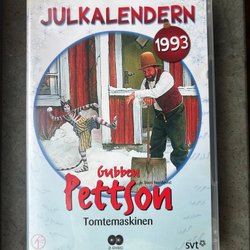 JULKALENDERN
1993
Gubben
Pettson
Tomtemaskinen
svt